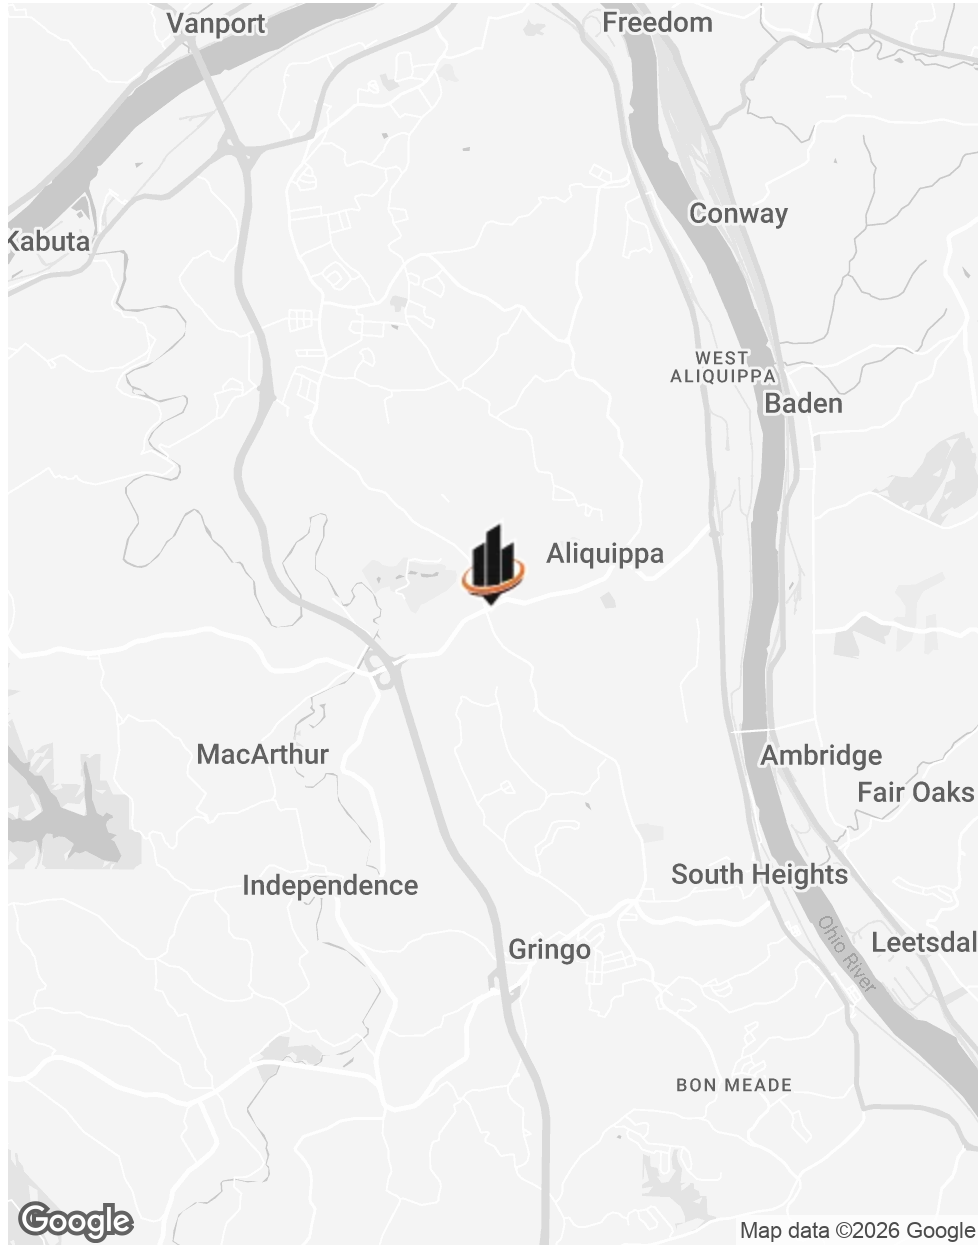 Vanport
Freedom
Conway
Kabuta
WEST
ALIQUIPPA
Baden
Aliquippa
MacArthur
Ambridge
Fair Oaks
South Heights
Independence
Ohio River
Leetsdal
Gringo
BON MEADE
Google
Map data ©2026 Google